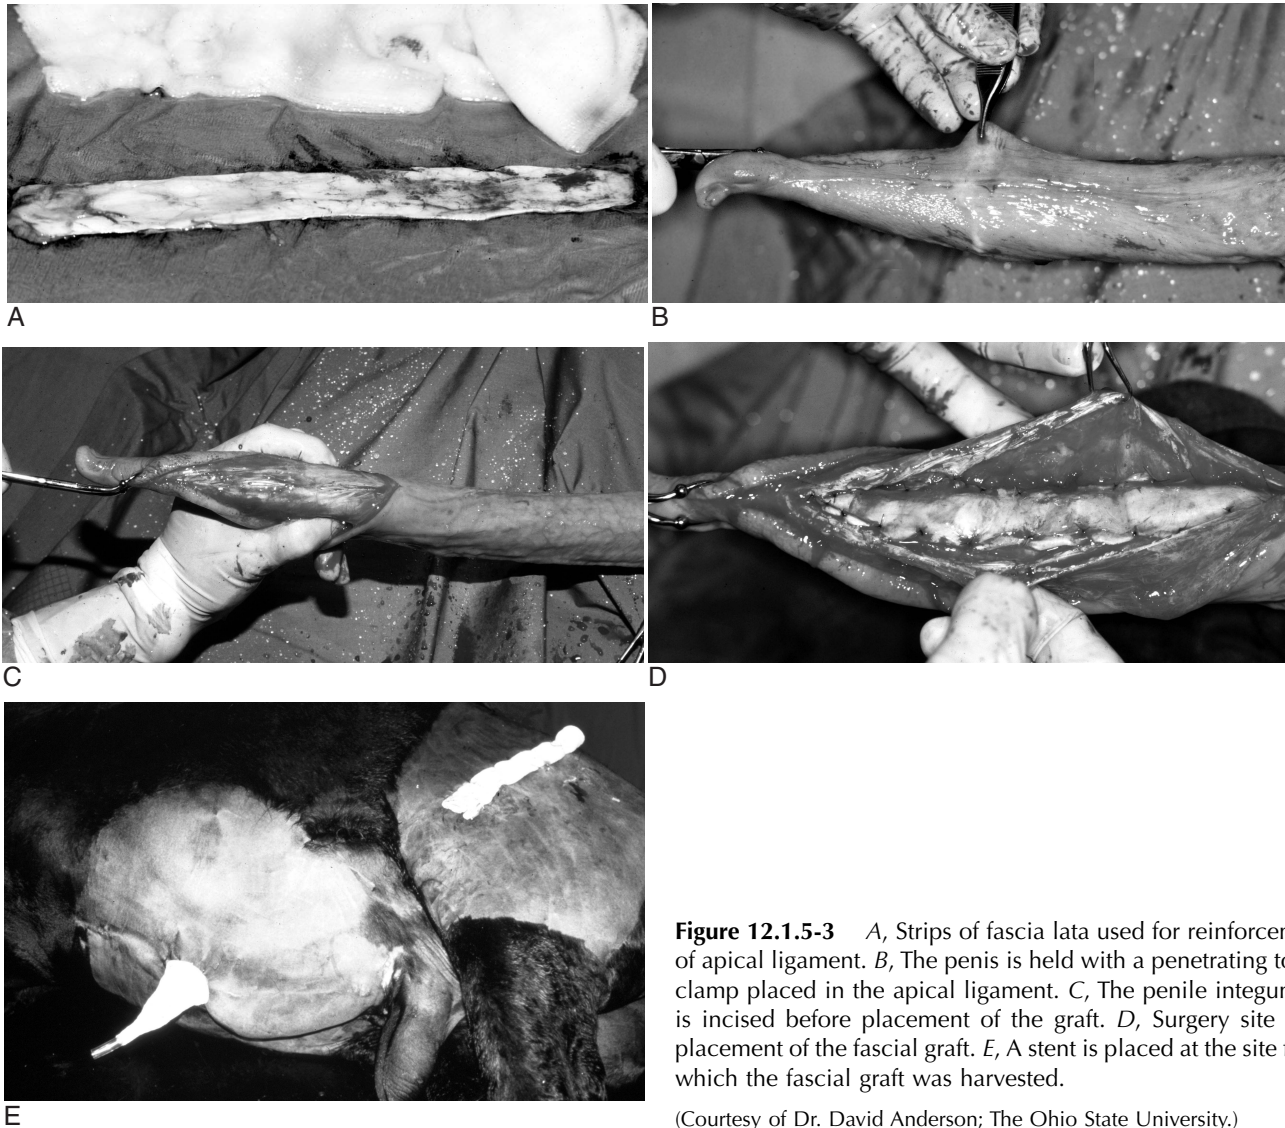 A
B
C
D
E
Figure 12.1.5-3 A, Strips of fascia lata used for reinforcer
of apical ligament. B, The penis is held with a penetrating to
clamp placed in the apical ligament. C, The penile integur
is incised before placement of the graft. D, Surgery site
placement of the fascial graft. E, A stent is placed at the site f
which the fascial graft was harvested.
(Courtesy of Dr. David Anderson; The Ohio State University.)